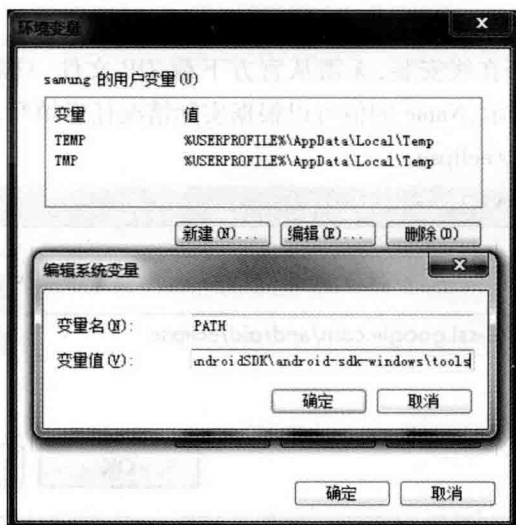 环境变量
X
samung 的用户变量(U)
变量 值
TEMP %USERPROFILE%\AppData\Local\Temp
TMP %USERPROFILE%\AppData\Local\Temp
新建(N)... 编辑(E)... 删除(D)
编辑系统变量
X
变量名(N): PATH
变量值(V): ndroidSDK\android-sdk-windows\tools
确定 取消
确定 取消